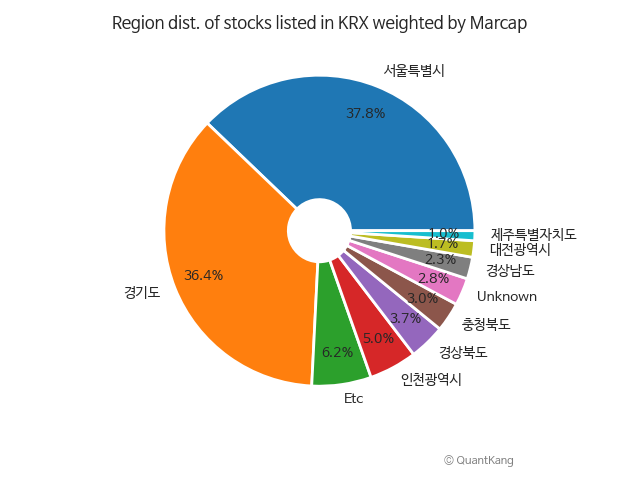 Region dist. of stocks listed in KRX weighted by Marcap
서울특별시
37.8%
경기도
36.4%
Etc
6.2%
인천광역시
5.0%
경상북도
3.7%
충청북도
3.0%
Unknown
2.8%
경상남도
2.3%
대전광역시
1.7%
제주특별자치도
1.0%
© QuantKang